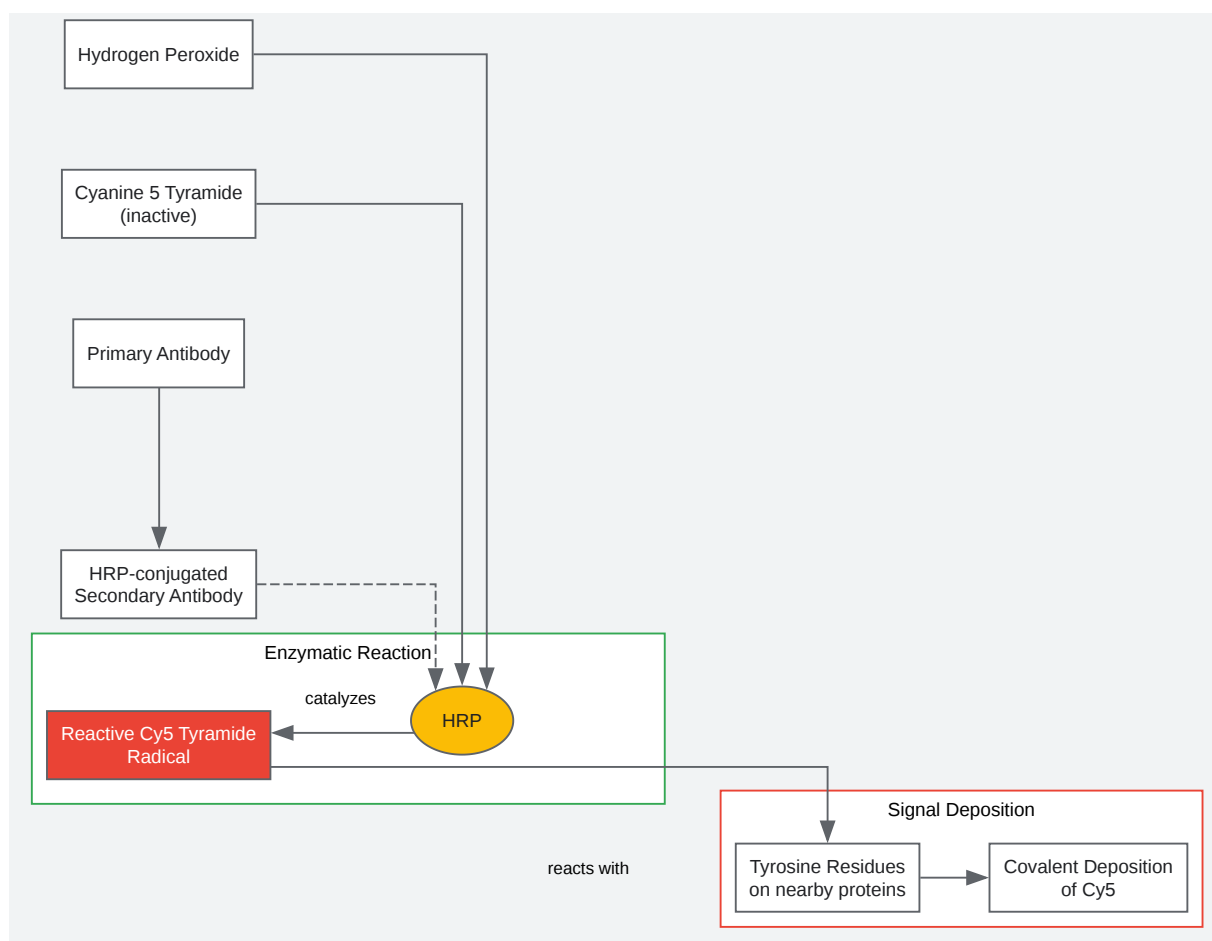 Hydrogen Peroxide
Cyanine 5 Tyramide
(inactive)
Primary Antibody
HRP-conjugated
Secondary Antibody
Enzymatic Reaction
catalyzes
HRP
Reactive Cy5 Tyramide
Radical
Signal Deposition
reacts with
Tyrosine Residues
on nearby proteins
Covalent Deposition
of Cy5